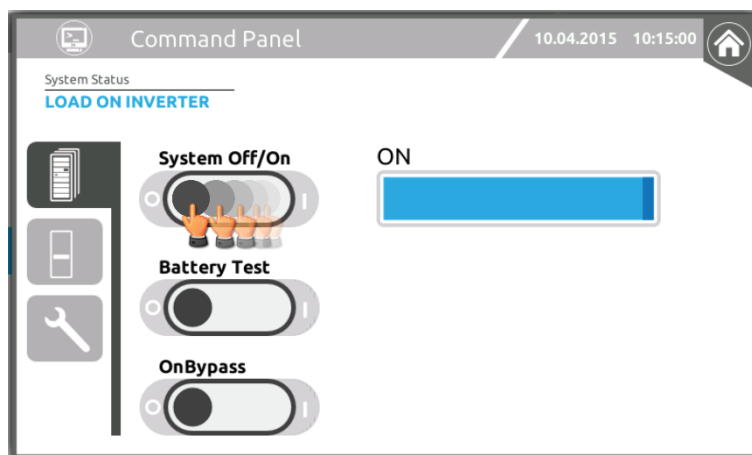 Command Panel
10.04.2015 10:15:00
System Status
LOAD ON INVERTER
System Off/On
ON
Battery Test
OnBypass